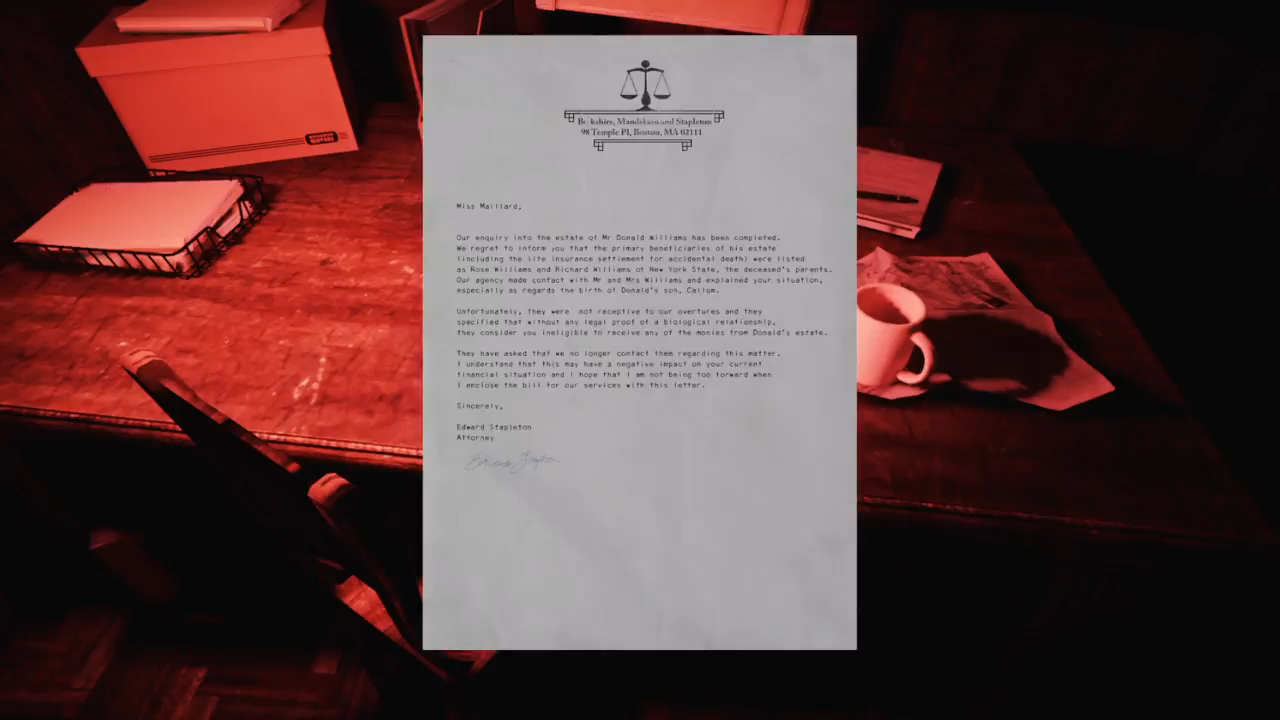 Berkshire, Mandelson and Stapleton
98 Temple Pl, Boston, MA 02111
Miss Maillard,
Our enquiry into the estate of Mr Donald Williams has been completed.
We regret to inform you that the primary beneficiaries of his estate
(including the life insurance settlement for accidental death) were listed
as Rose Williams and Richard Williams of New York State, the deceased's parents.
Our agency made contact with Mr and Mrs Williams and explained your situation,
especially as regards the birth of Donald's son, Callum.
Unfortunately, they were not receptive to our overtures and they
specified that without any legal proof of a biological relationship,
they consider you ineligible to receive any of the monies from Donald's estate.
They have asked that we no longer contact them regarding this matter.
I understand that this may have a negative impact on your current
financial situation and I hope that I am not being too forward when
I enclose the bill for our services with this letter.
Sincerely,
Edward Stapleton
Attorney